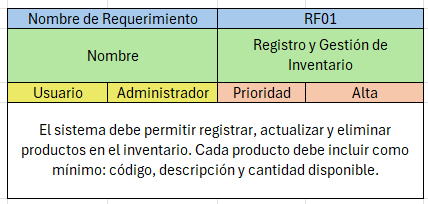 Nombre de Requerimiento RF01
Nombre
Registro y Gestión de
Inventario
Usuario Administrador Prioridad Alta
El sistema debe permitir registrar, actualizar y eliminar
productos en el inventario. Cada producto debe incluir como
mínimo: código, descripción y cantidad disponible.